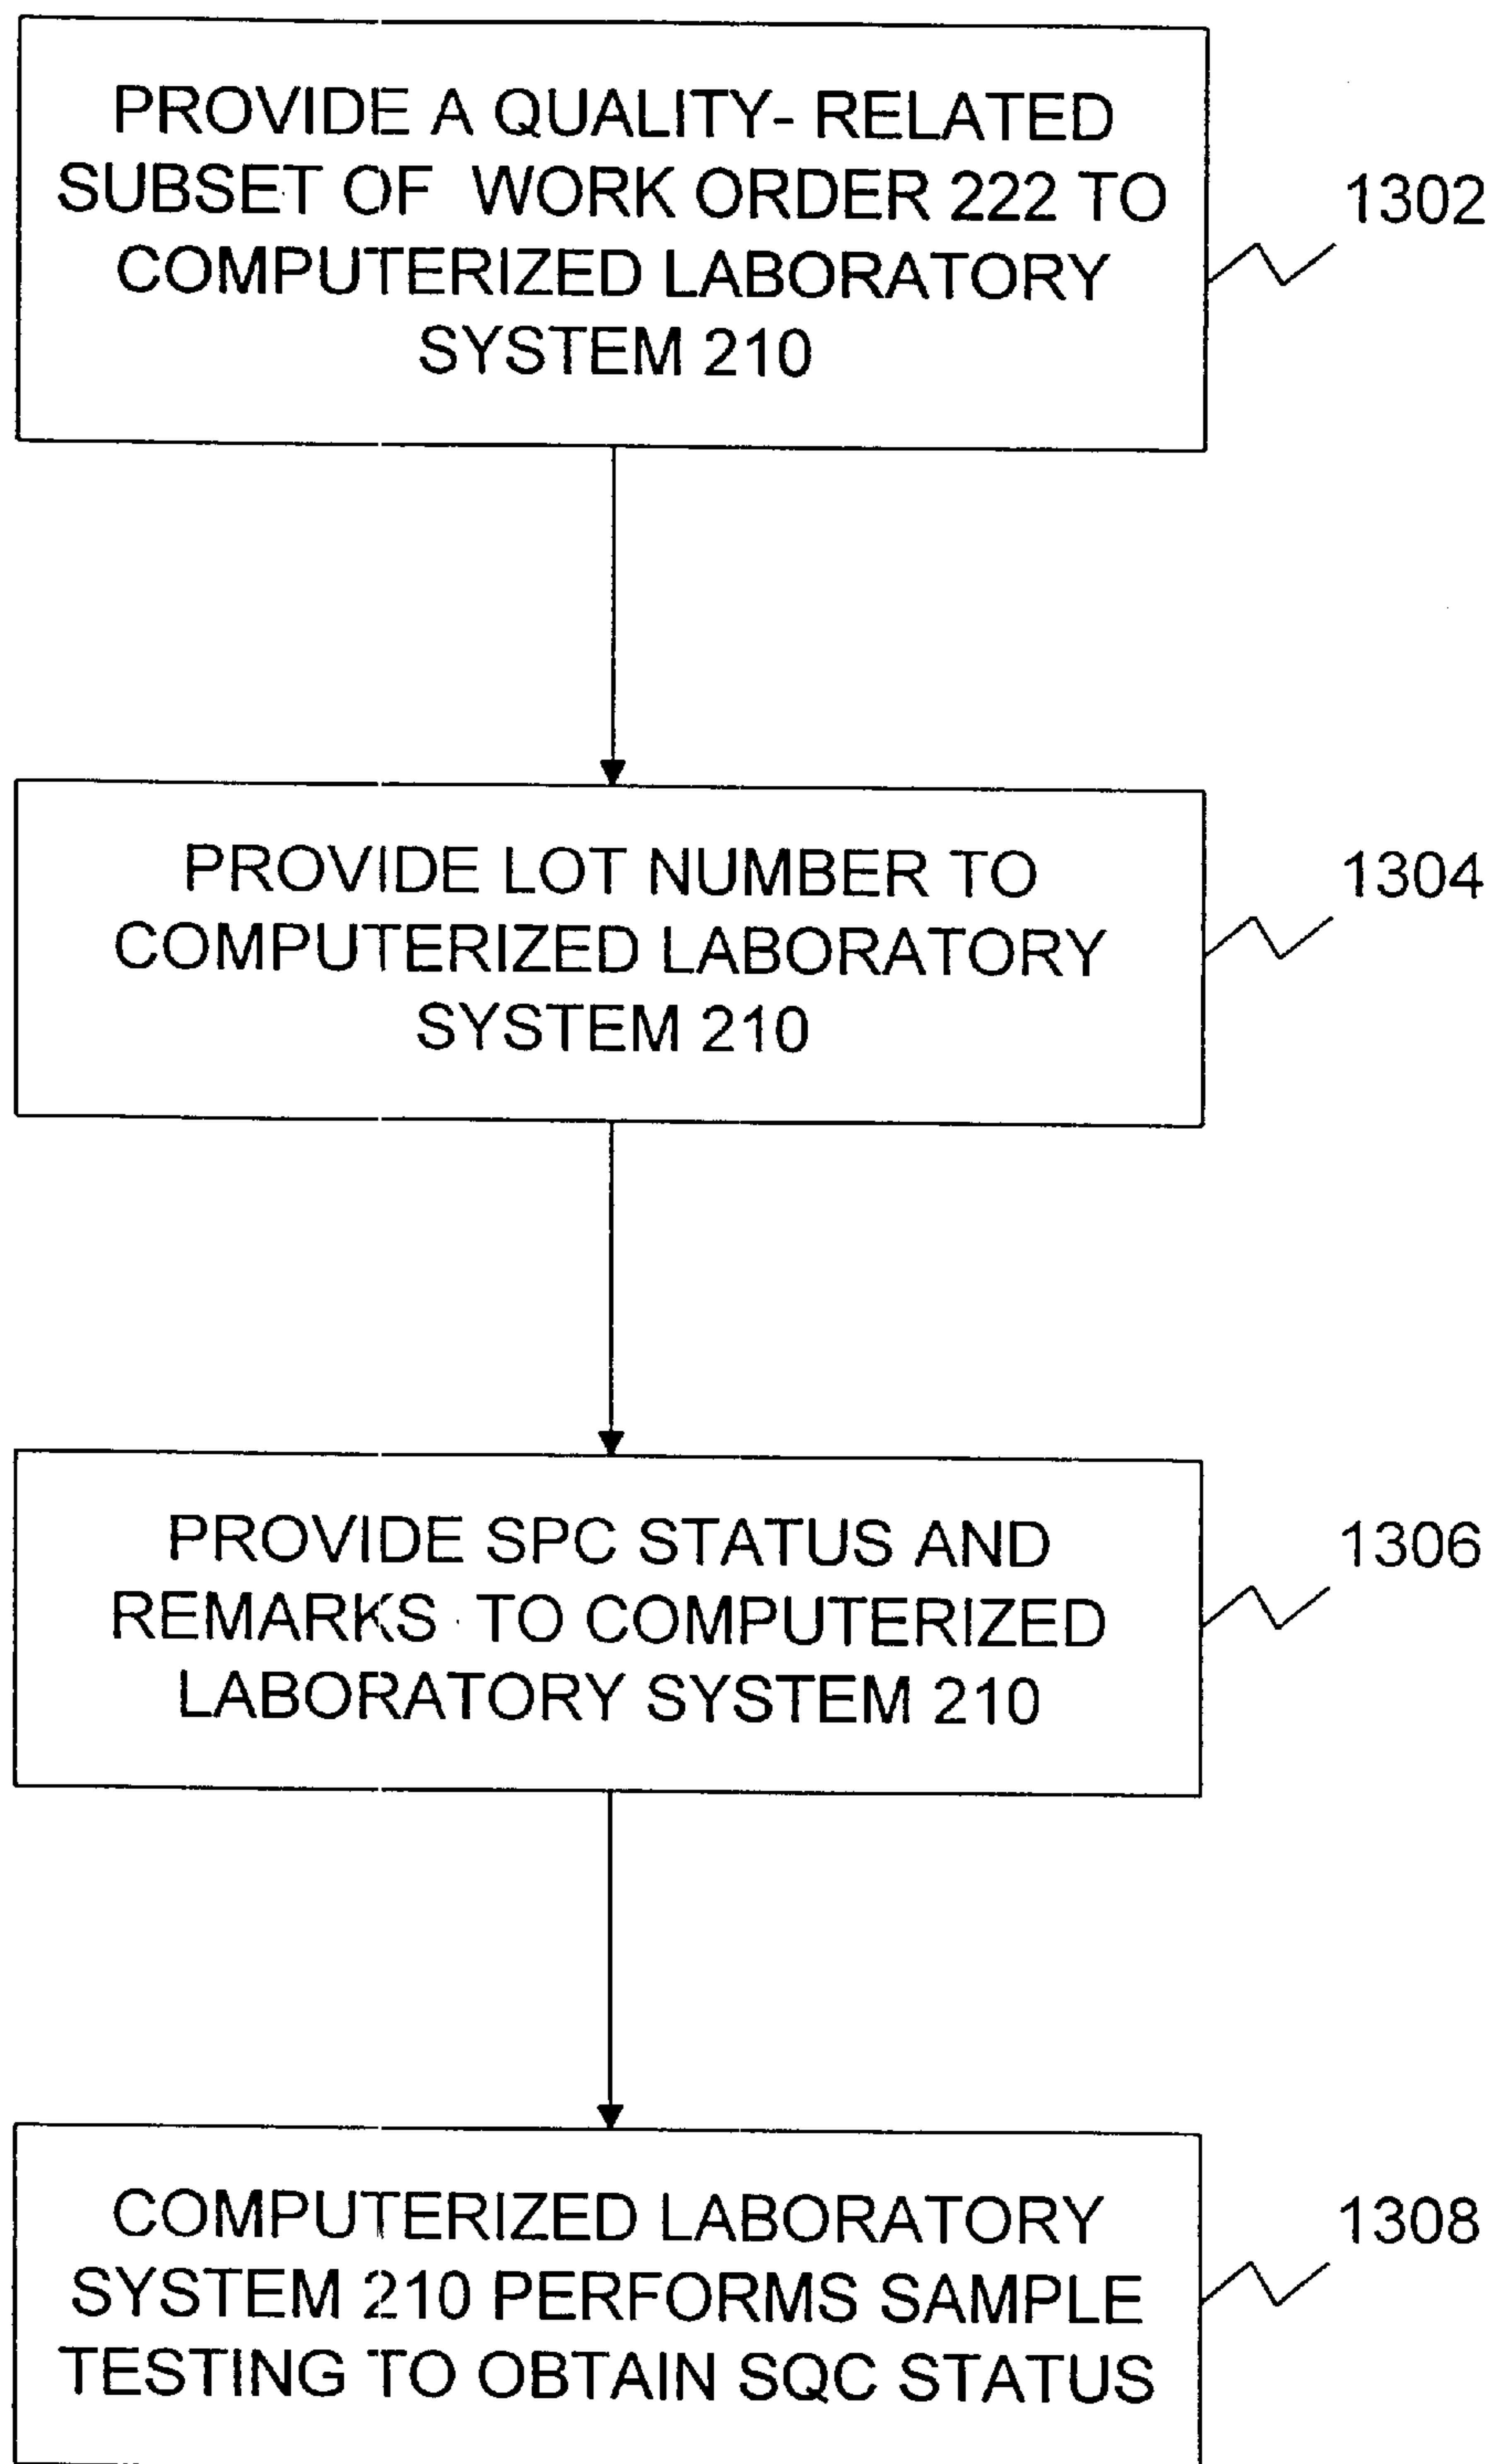 PROVIDE A QUALITY- RELATED
SUBSET OF WORK ORDER 222 TO
COMPUTERIZED LABORATORY
SYSTEM 210
1302
PROVIDE LOT NUMBER TO
COMPUTERIZED LABORATORY
SYSTEM 210
1304
PROVIDE SPC STATUS AND
REMARKS TO COMPUTERIZED
LABORATORY SYSTEM 210
1306
COMPUTERIZED LABORATORY
SYSTEM 210 PERFORMS SAMPLE
TESTING TO OBTAIN SQC STATUS
1308